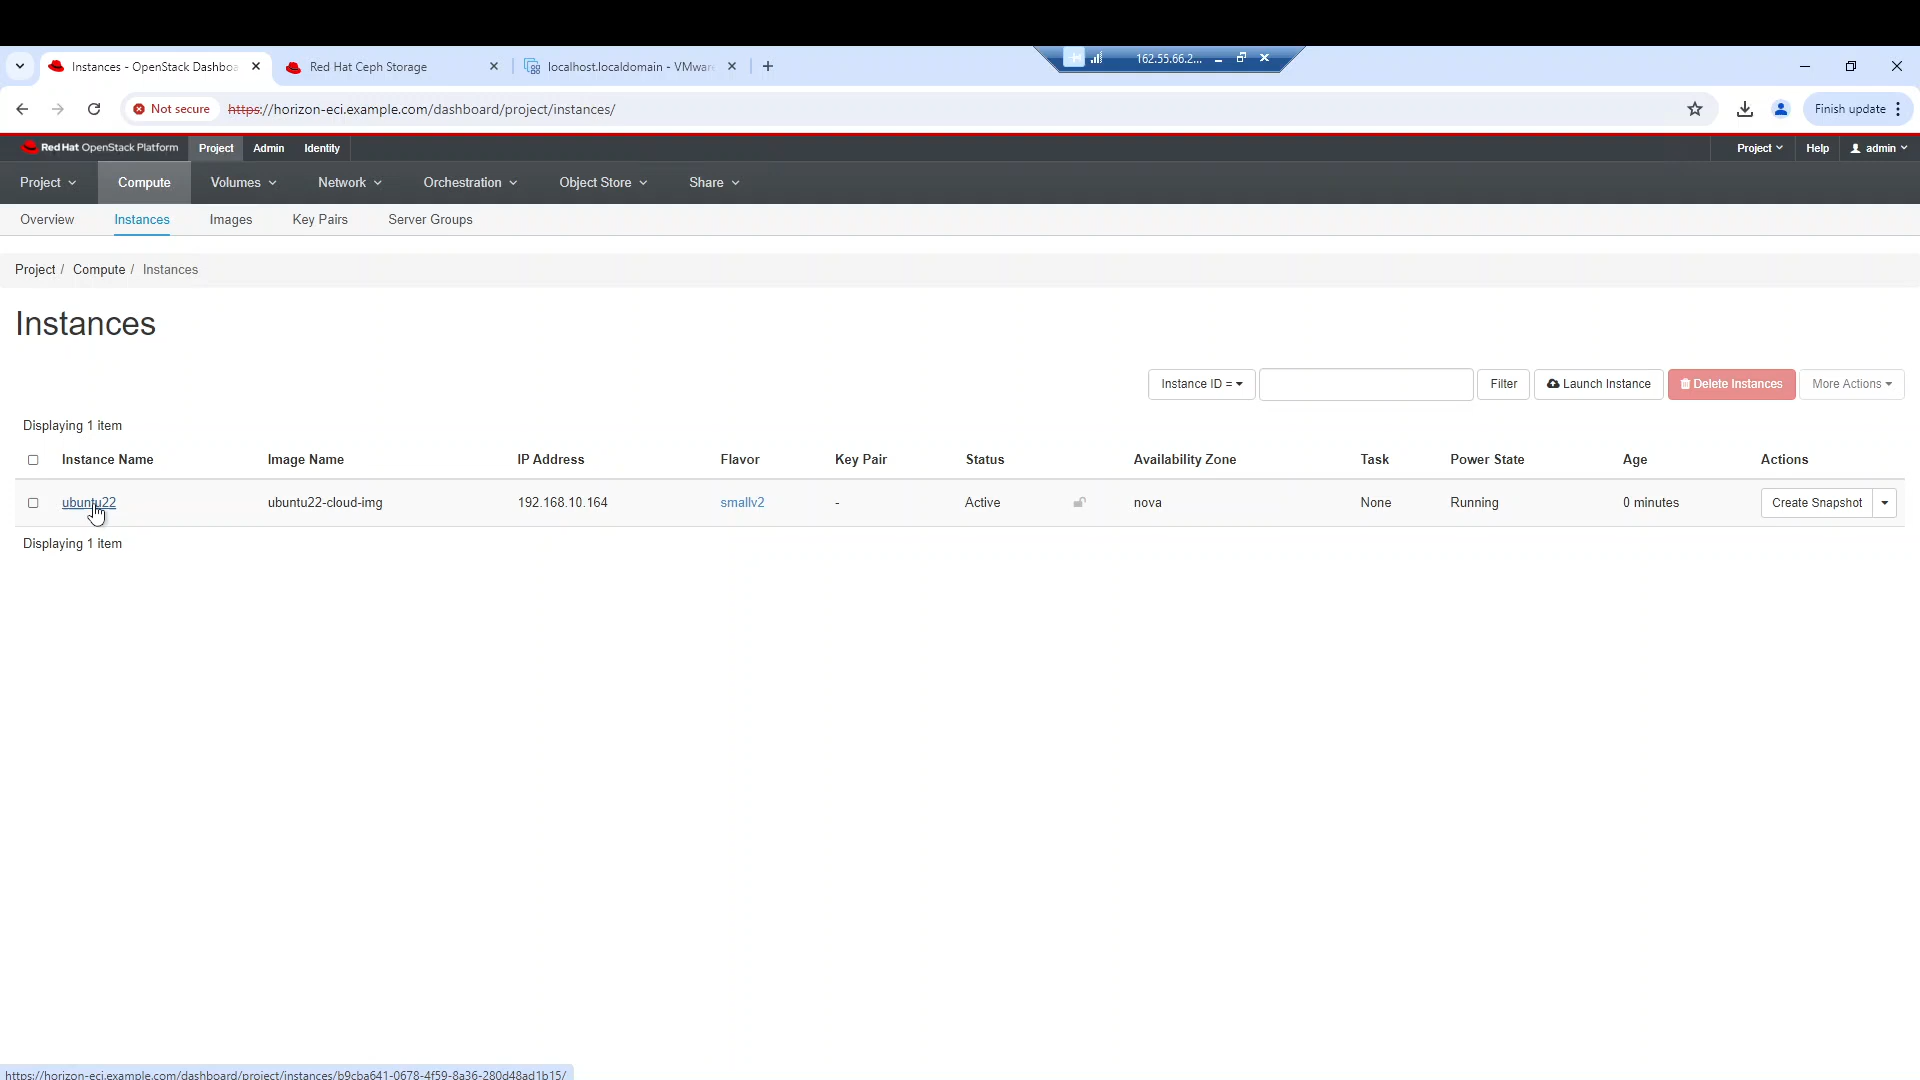 Instances - OpenStack Dashboa
Red Hat Ceph Storage
localhost.localdomain - VMware
162.55.66.2...
Not secure
https://horizon-eci.example.com/dashboard/project/instances/
Finish update
Red Hat OpenStack Platform
Project
Admin
Identity
Project
Help
admin
Project
Compute
Volumes
Network
Orchestration
Object Store
Share
Overview
Instances
Images
Key Pairs
Server Groups
Project / Compute / Instances
Instances
Instance ID =
Filter
Launch Instance
Delete Instances
More Actions
Displaying 1 item
Instance Name
Image Name
IP Address
Flavor
Key Pair
Status
Availability Zone
Task
Power State
Age
Actions
ubuntu22
ubuntu22-cloud-img
192.168.10.164
smallv2
-
Active
nova
None
Running
0 minutes
Create Snapshot
Displaying 1 item
https://horizon-eci.example.com/dashboard/project/instances/b9cba641-0678-4f59-8a36-280d48ad1b15/